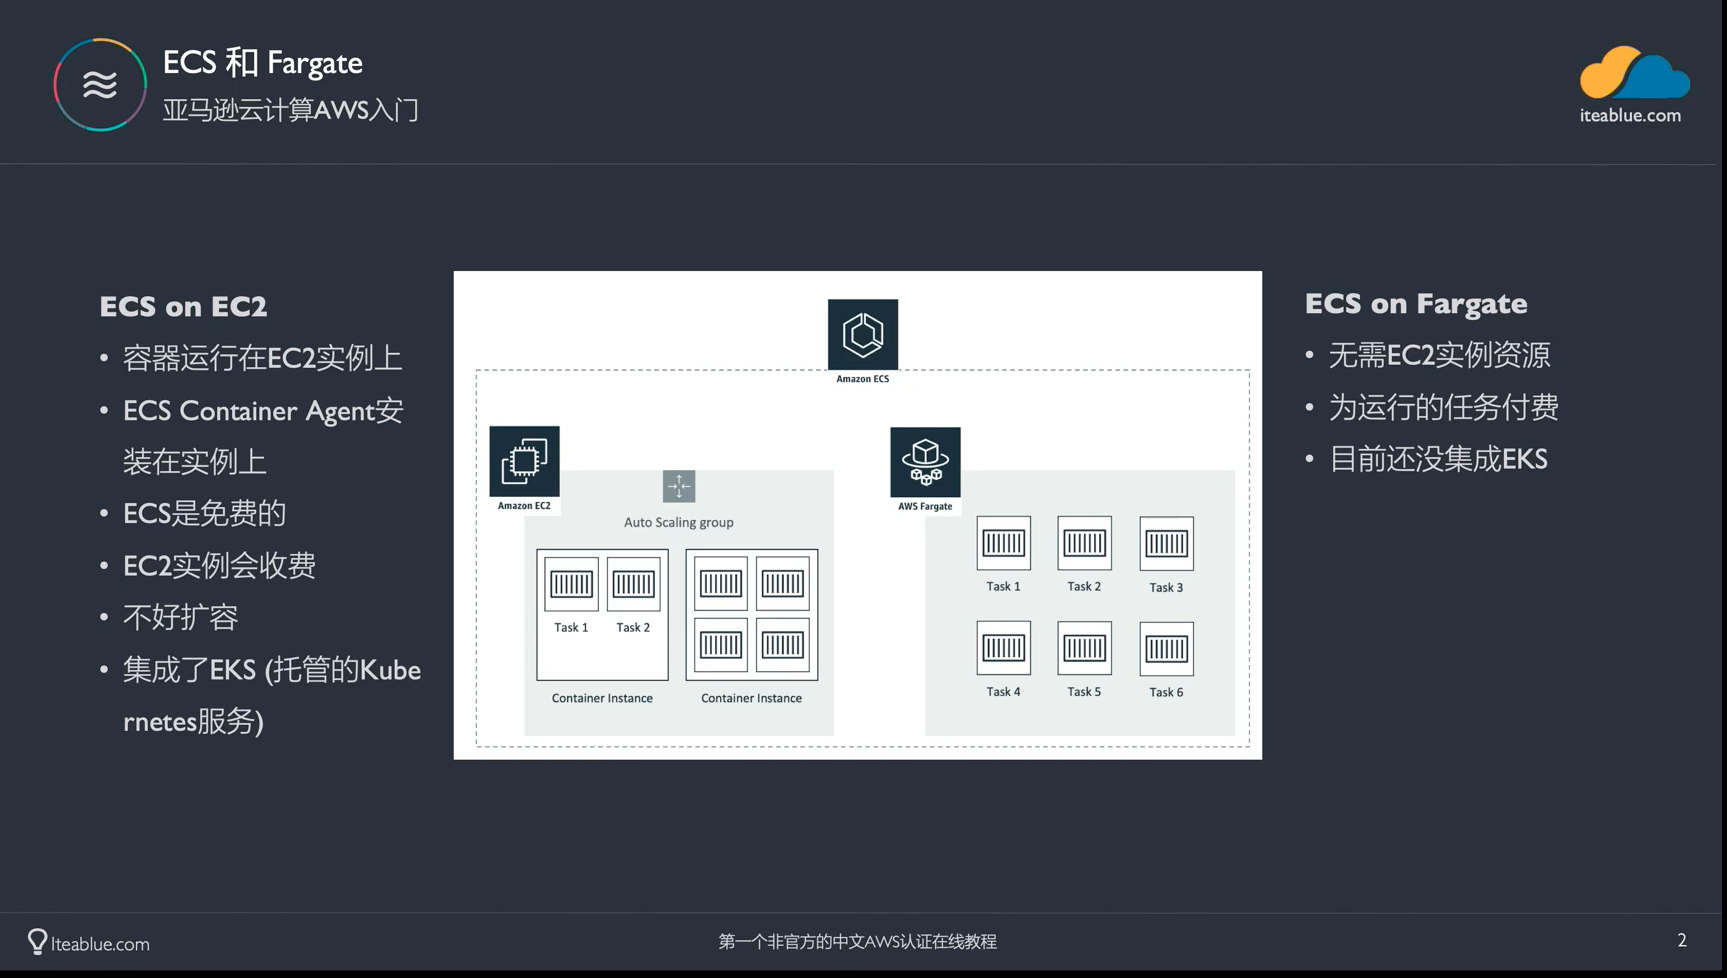 ECS 和 Fargate
亚马逊云计算AWS入门
iteablue.com
ECS on EC2
• 容器运行在EC2实例上
• ECS Container Agent安
装在实例上
• ECS是免费的
• EC2实例会收费
• 不好扩容
• 集成了EKS (托管的Kube
rnetes服务)
Amazon ECS
Amazon EC2
Auto Scaling group
Task 1
Task 2
Container Instance
Container Instance
AWS Fargate
Task 1
Task 2
Task 3
Task 4
Task 5
Task 6
ECS on Fargate
• 无需EC2实例资源
• 为运行的任务付费
• 目前还没集成EKS
Iteablue.com
第一个非官方的中文AWS认证在线教程
2